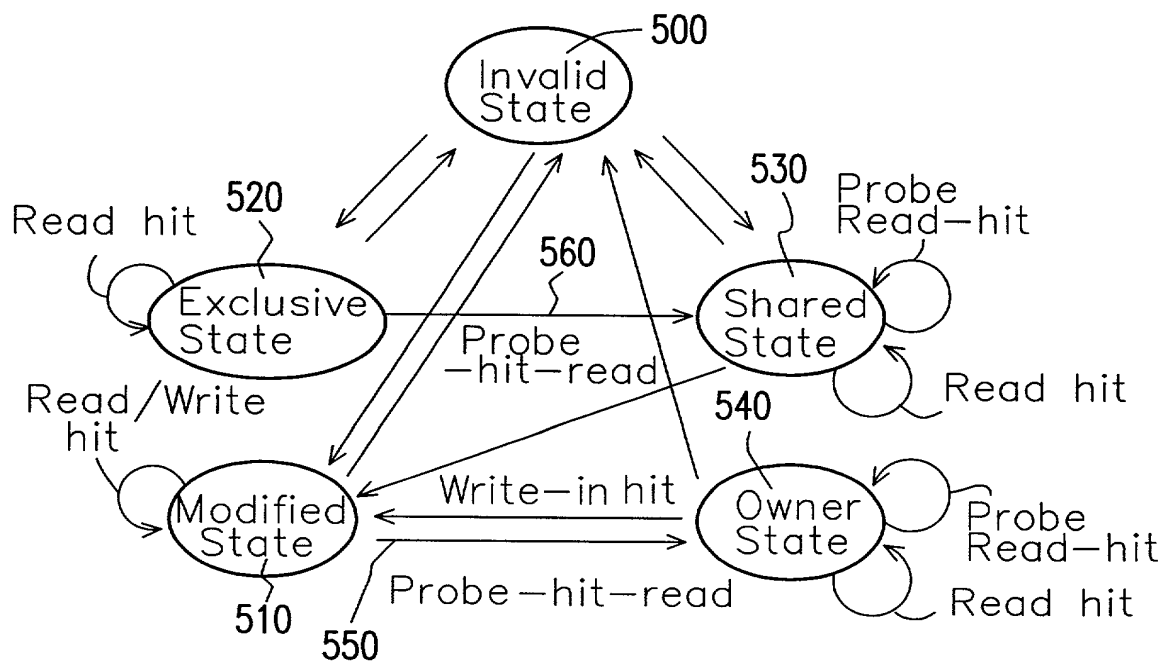 500
Invalid
State
530
Probe
Read-hit
520
Read hit
560
Exclusive
State
Shared
State
Probe
-hit-read
Read hit
Read/Write
hit
540
Write-in hit
Modified
State
Owner
State
Probe
Read-hit
Probe-hit-read
Read hit
510
550